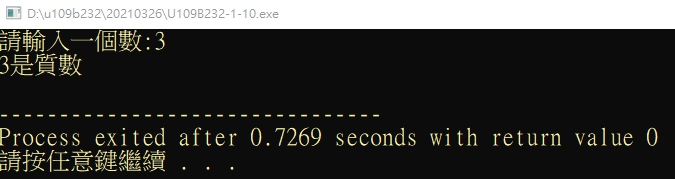 D:\u109b232\20210326\U109B232-1-10.exe
請輸入一個數:3
3是質數
--------------------------------
Process exited after 0.7269 seconds with return value 0
請按任意鍵繼續 . . .